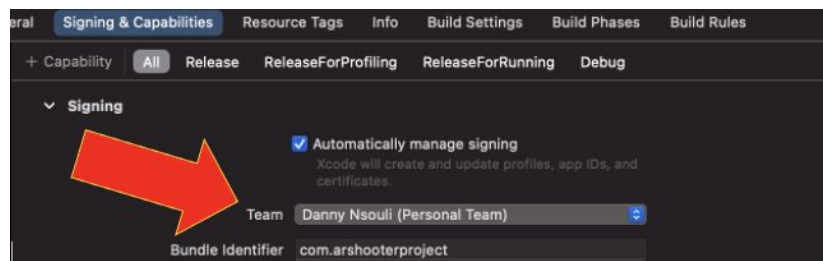 eral Signing & Capabilities Resource Tags Info Build Settings Build Phases Build Rules
+ Capability All Release ReleaseForProfiling ReleaseForRunning Debug
Signing
Automatically manage signing
Xcode will create and update profiles, app IDs, and
certificates.
Team Danny Nsouli (Personal Team)
Bundle Identifier com.arshooterproject